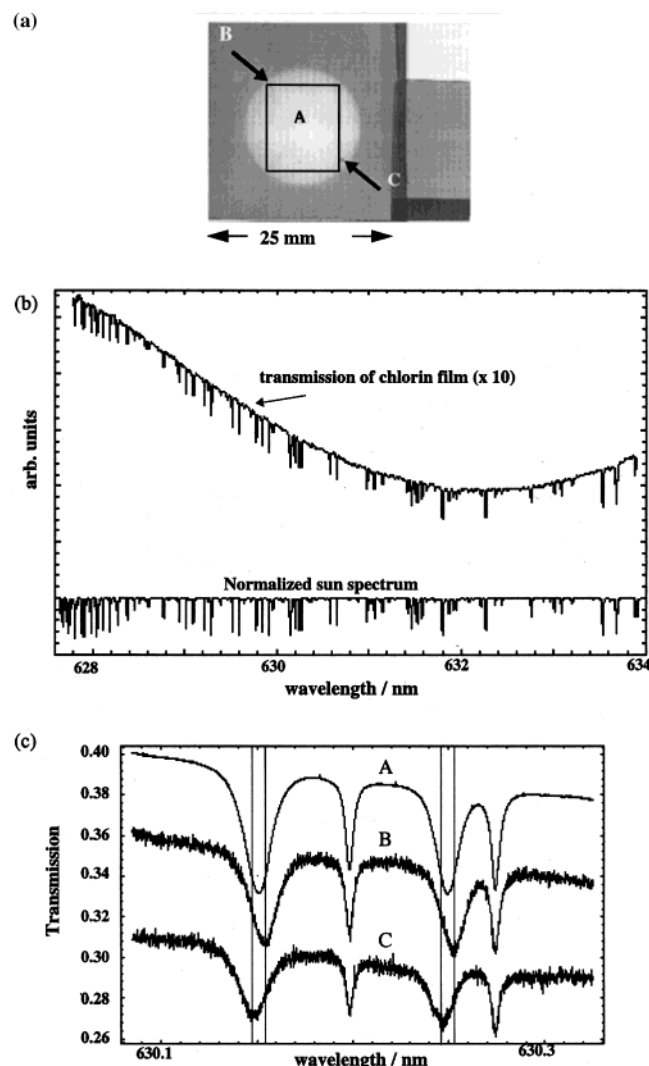 (a)
B
A
C
25 mm
(b)
transmission of chlorin film (x 10)
arb. units
Normalized sun spectrum
628
630
632
634
wavelength / nm
(c)
0.40
0.38
0.36
0.34
0.32
0.30
0.28
0.26
Transmission
A
B
C
630.1
630.3
wavelength / nm